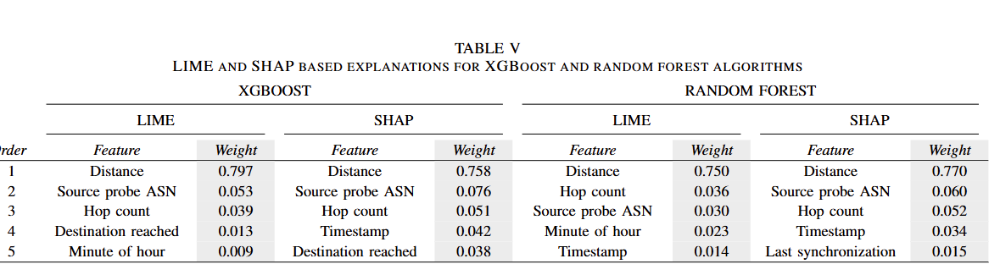 TABLE V
LIME AND SHAP BASED EXPLANATIONS FOR XGBOOST AND RANDOM FOREST ALGORITHMS
XGBOOST RANDOM FOREST
LIME SHAP LIME SHAP
rder Feature Weight Feature Weight Feature Weight Feature Weight
1 Distance 0.797 Distance 0.758 Distance 0.750 Distance 0.770
2 Source probe ASN 0.053 Source probe ASN 0.076 Hop count 0.036 Source probe ASN 0.060
3 Hop count 0.039 Hop count 0.051 Source probe ASN 0.030 Hop count 0.052
4 Destination reached 0.013 Timestamp 0.042 Minute of hour 0.023 Timestamp 0.034
5 Minute of hour 0.009 Destination reached 0.038 Timestamp 0.014 Last synchronization 0.015